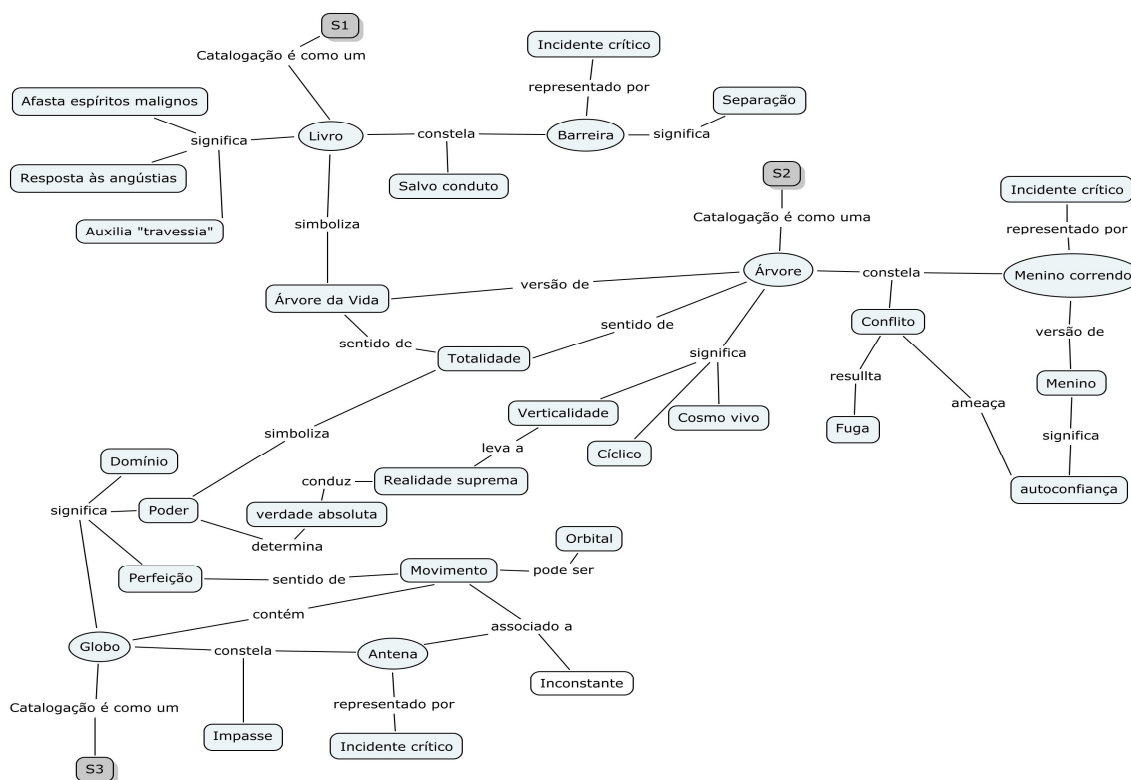 S1
Catalogação é como um
Incidente crítico
representado por
Afasta espíritos malignos
Separação
significa
Livro
constela
Barreira
significa
Resposta às angústias
Salvo conduto
S2
Incidente crítico
Auxilia "travessia"
simboliza
Catalogação é como uma
representado por
Árvore
constela
Menino correndo
Árvore da Vida
versão de
Conflito
sentido de
sentido de
Totalidade
versão de
significa
resullta
Menino
ameaça
Verticalidade
Cosmo vivo
simboliza
Fuga
significa
leva a
Cíclico
Domínio
conduz
Realidade suprema
autoconfiança
significa
Poder
verdade absoluta
determina
Orbital
Perfeição
sentido de
Movimento
pode ser
contém
associado a
Globo
constela
Antena
Inconstante
Catalogação é como um
representado por
Impasse
Incidente crítico
S3